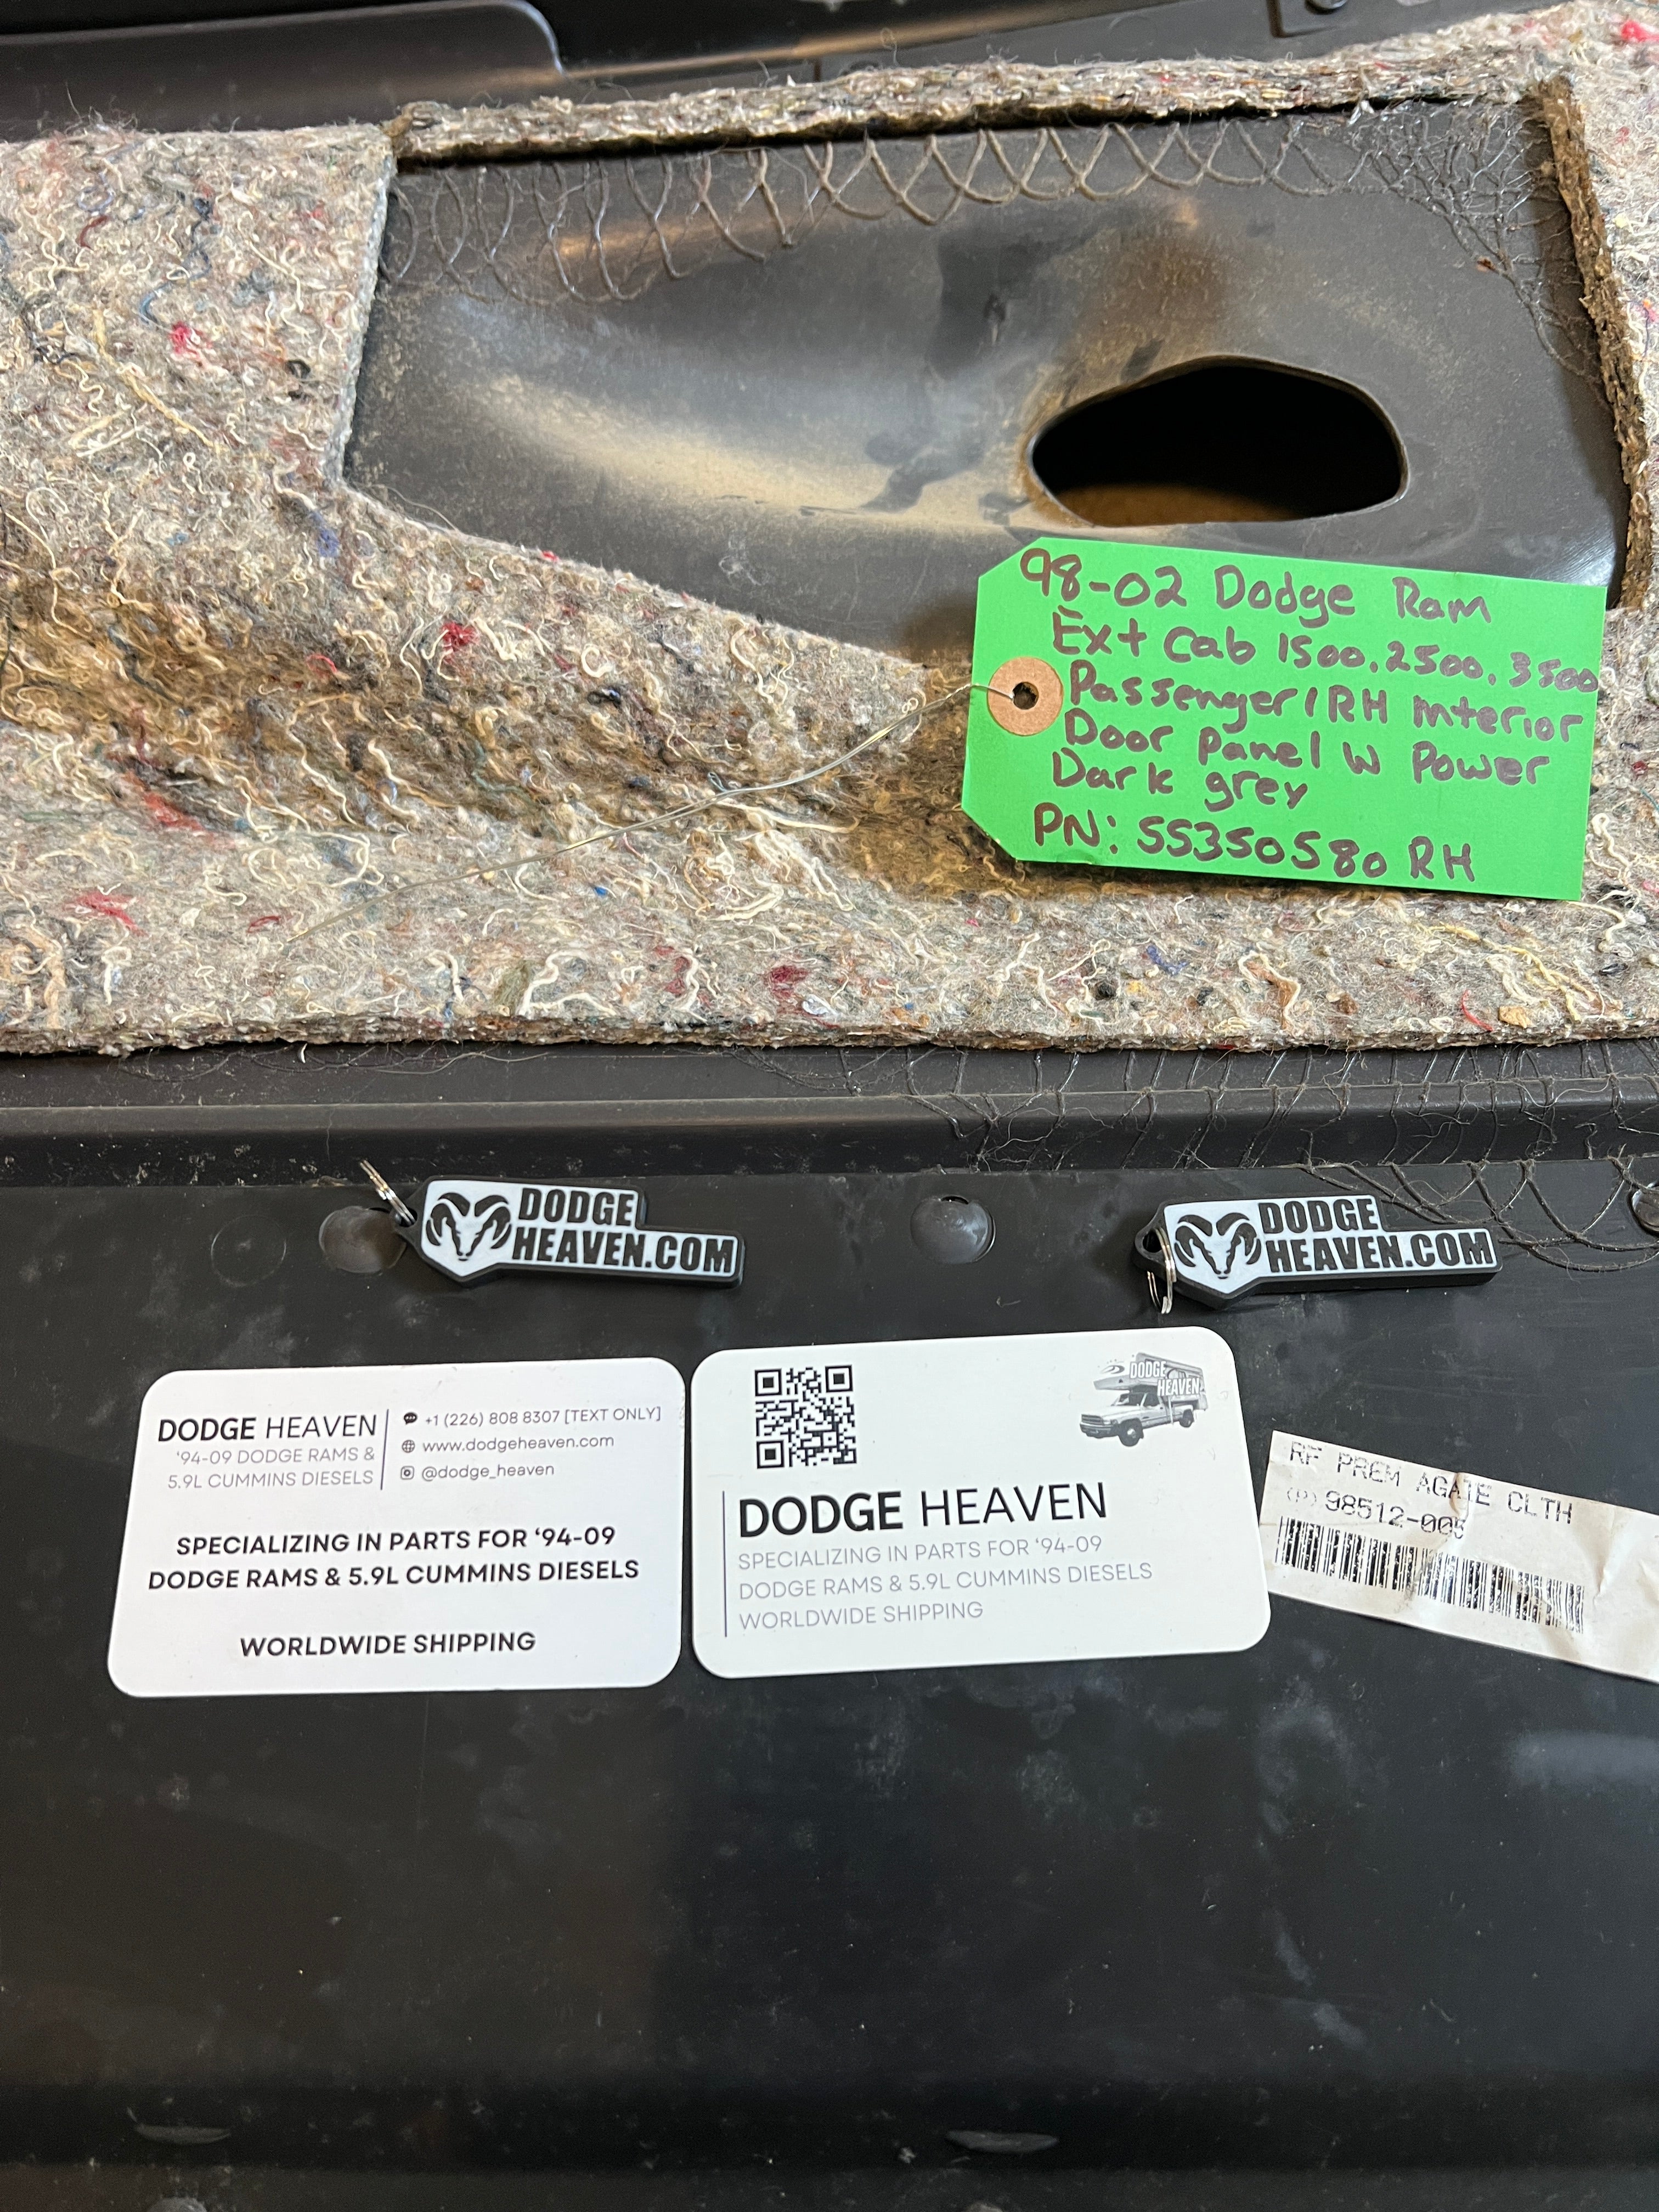 98-02 Dodge Ram
Ext Cab 1500, 2500, 3500
Passenger/RH Interior
Door Panel W Power
Dark grey
PN: 55350580 RH
DODGE
HEAVEN.COM
DODGE
HEAVEN.COM
DODGE HEAVEN
'94-09 DODGE RAMS &
5.9L CUMMINS DIESELS
+1 (226) 808 8307 [TEXT ONLY]
www.dodgeheaven.com
@dodge_heaven
SPECIALIZING IN PARTS FOR '94-09
DODGE RAMS & 5.9L CUMMINS DIESELS
WORLDWIDE SHIPPING
DODGE
HEAVEN
DODGE HEAVEN
SPECIALIZING IN PARTS FOR '94-09
DODGE RAMS & 5.9L CUMMINS DIESELS
WORLDWIDE SHIPPING
RF PREM AGATE CLTH
(P) 98512-005